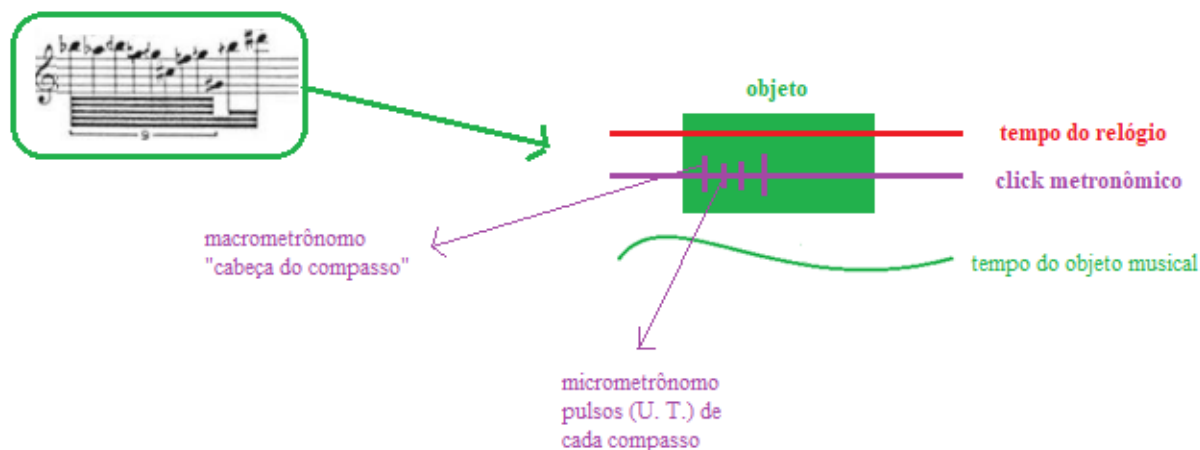 9
objeto
tempo do relógio
click metronômico
macrometrônomo
"cabeça do compasso"
tempo do objeto musical
micrometrônomo
pulsos (U. T.) de
cada compasso